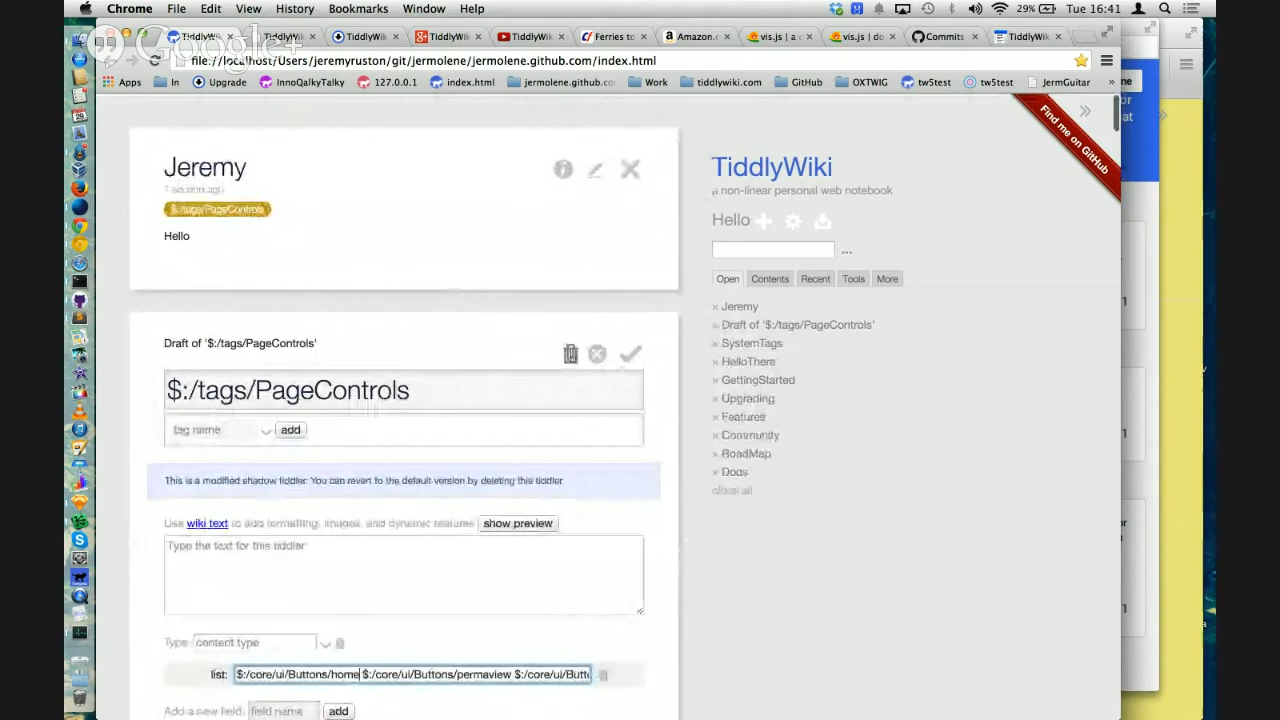 Chrome File Edit View History Bookmarks Window Help 29% Tue 16:41
Google+
TiddlyWi TiddlyWi TiddlyWi TiddlyWi TiddlyWi Ferries to Amazon.c vis.js | a c vis.js | do Commits TiddlyWi
file://localhost/Users/jeremyruston/git/jermolene/jermolene.github.com/index.html
Apps In Upgrade InnoQalkyTalky 127.0.0.1 index.html jermolene.github.co Work tiddlywiki.com GitHub OXTWIG tw5test tw5test JermGuitar
Find me on GitHub
Jeremy
$:/tags/PageControls
Hello
TiddlyWiki
a non-linear personal web notebook
Hello
...
Open Contents Recent Tools More
× Jeremy
× Draft of '$:/tags/PageControls'
× SystemTags
× HelloThere
× GettingStarted
× Upgrading
× Features
× Community
× RoadMap
× Docs
close all
Draft of '$:/tags/PageControls'
$:/tags/PageControls
tag name add
This is a modified shadow tiddler. You can revert to the default version by deleting this tiddler
Use wiki text to add formatting, images, and dynamic features show preview
Type the text for this tiddler
Type: content type
list: $:/core/ui/Buttons/home $:/core/ui/Buttons/permaview $:/core/ui/Butt
Add a new field: field name add